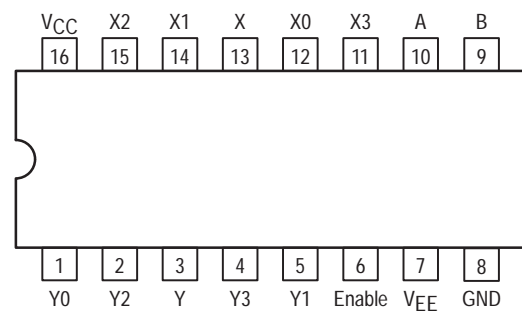 VCC X2 X1 X X0 X3 A B
16 15 14 13 12 11 10 9
1 2 3 4 5 6 7 8
Y0 Y2 Y Y3 Y1 Enable VEE GND